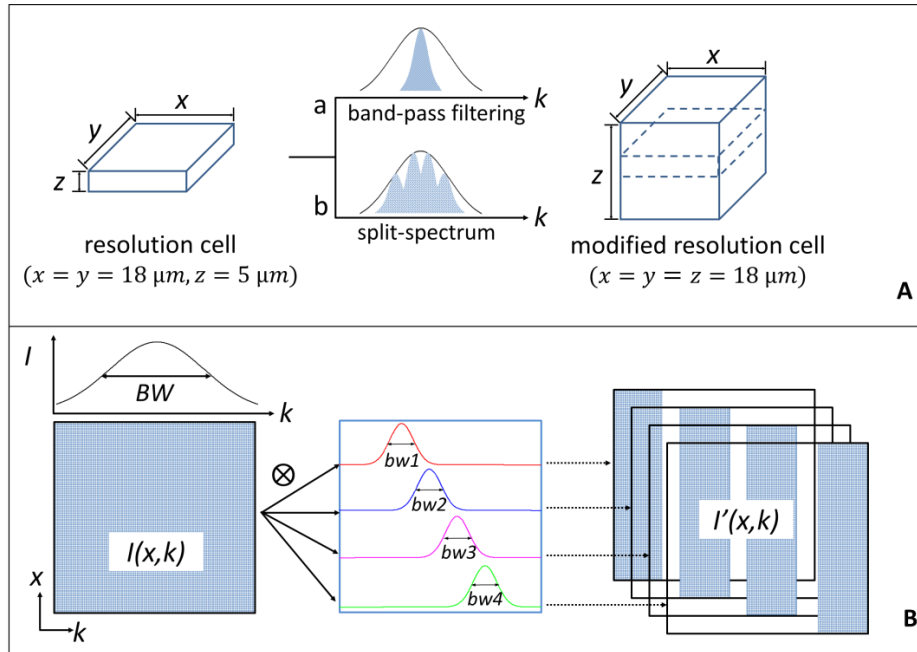 x
y
z
resolution cell
(x = y = 18 μm, z = 5 μm)
a
k
band-pass filtering
b
k
split-spectrum
x
y
z
modified resolution cell
(x = y = z = 18 μm)
A
I
BW
k
I(x,k)
x
k
⊗
bw1
bw2
bw3
bw4
I’(x,k)
B